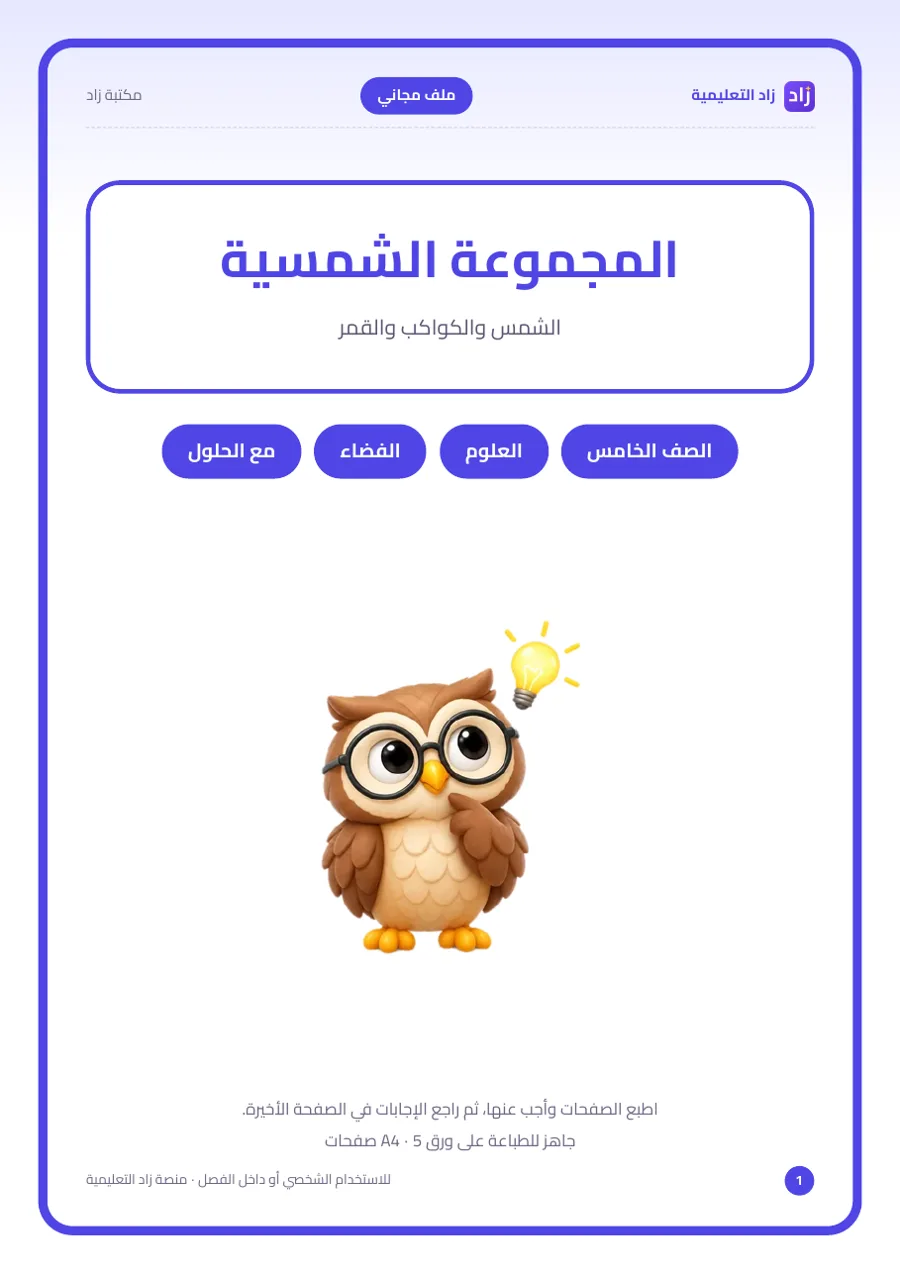 زاد زاد التعليمية
ملف مجاني
مكتبة زاد
المجموعة الشمسية
الشمس والكواكب والقمر
الصف الخامس
العلوم
الفضاء
مع الحلول
اطبع الصفحات وأجب عنها، ثم راجع الإجابات في الصفحة الأخيرة.
جاهز للطباعة على ورق A4 · 5 صفحات
1
للاستخدام الشخصي أو داخل الفصل · منصة زاد التعليمية